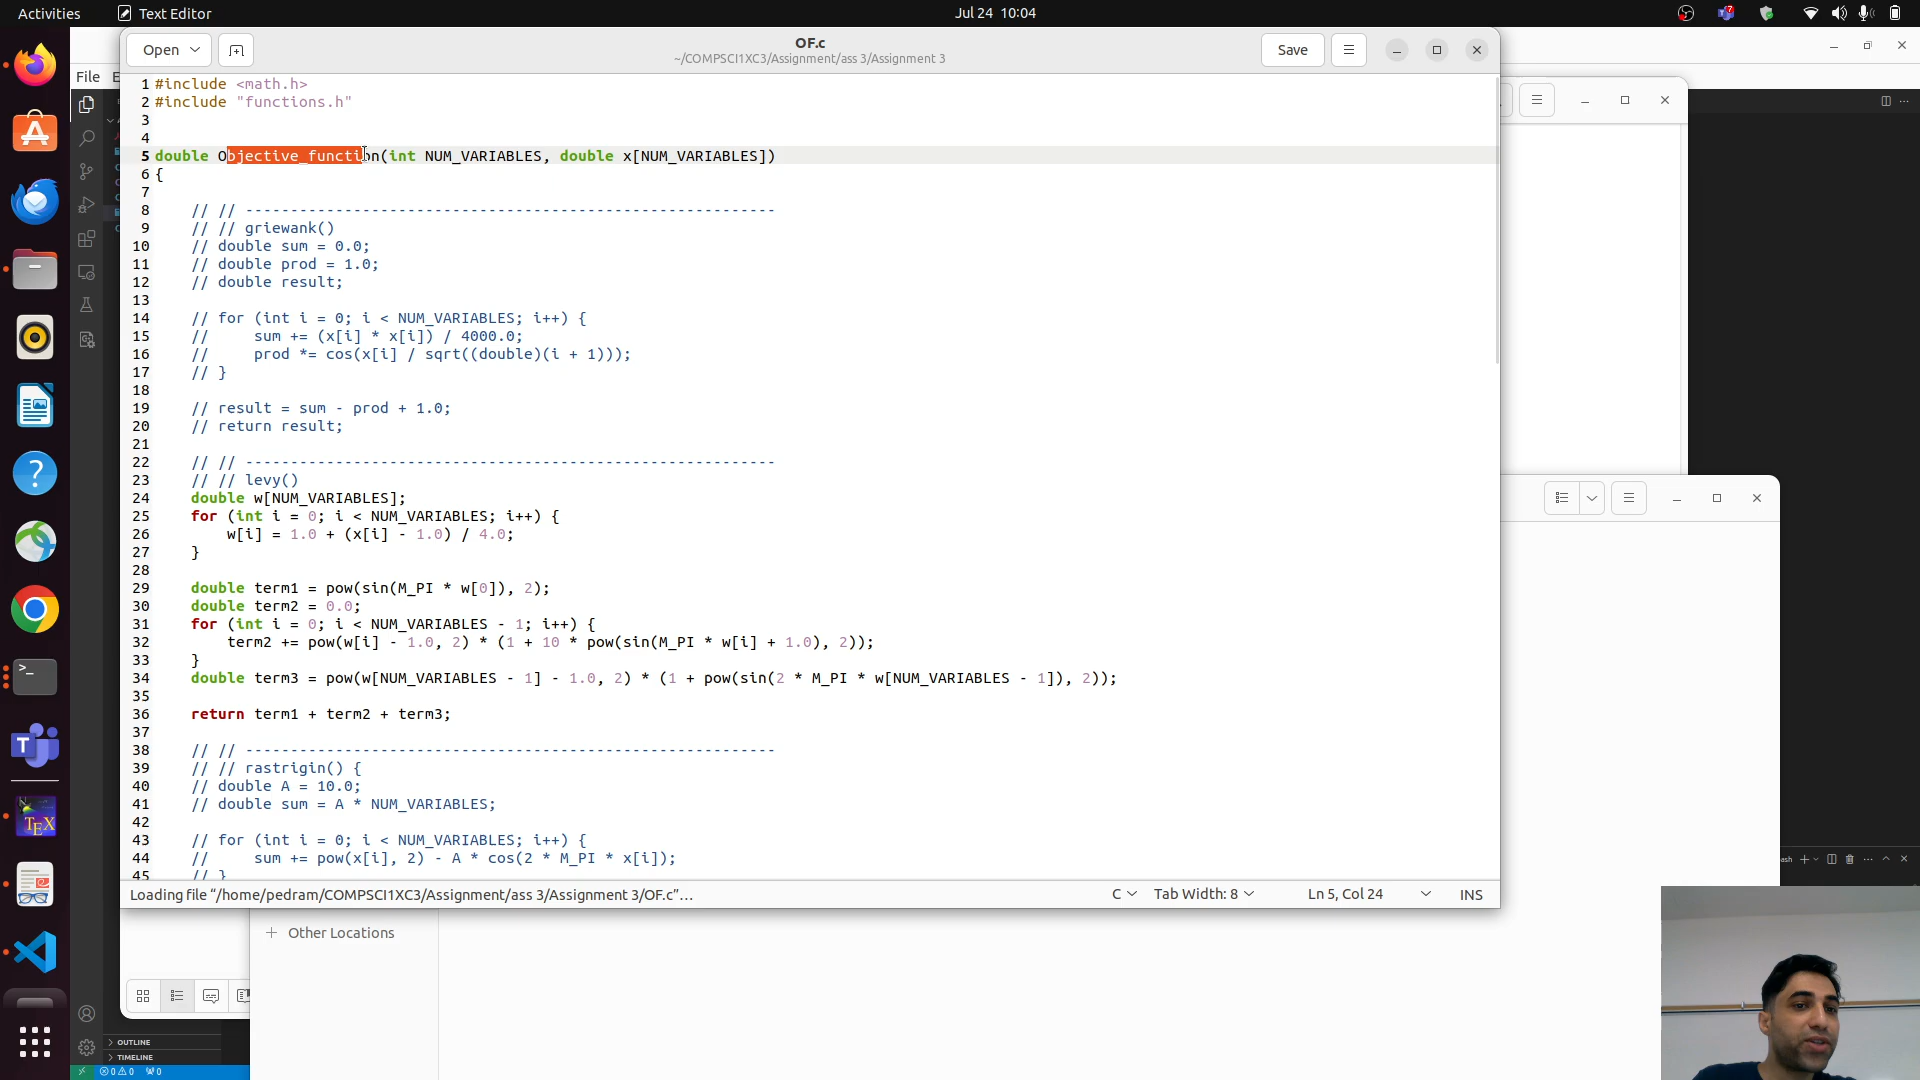 Activities
Text Editor
Jul 24 10:04
File
Open
OF.c
~/COMPSCI1XC3/Assignment/ass 3/Assignment 3
Save
1 #include <math.h>
2 #include "functions.h"
3
4
5 double Objective_function(int NUM_VARIABLES, double x[NUM_VARIABLES])
6 {
7
8 // // -----------------------------------------------------------
9 // // griewank()
10 // double sum = 0.0;
11 // double prod = 1.0;
12 // double result;
13
14 // for (int i = 0; i < NUM_VARIABLES; i++) {
15 //     sum += (x[i] * x[i]) / 4000.0;
16 //     prod *= cos(x[i] / sqrt((double)(i + 1)));
17 // }
18
19 // result = sum - prod + 1.0;
20 // return result;
21
22 // // -----------------------------------------------------------
23 // // levy()
24 double w[NUM_VARIABLES];
25 for (int i = 0; i < NUM_VARIABLES; i++) {
26     w[i] = 1.0 + (x[i] - 1.0) / 4.0;
27 }
28
29 double term1 = pow(sin(M_PI * w[0]), 2);
30 double term2 = 0.0;
31 for (int i = 0; i < NUM_VARIABLES - 1; i++) {
32     term2 += pow(w[i] - 1.0, 2) * (1 + 10 * pow(sin(M_PI * w[i] + 1.0), 2));
33 }
34 double term3 = pow(w[NUM_VARIABLES - 1] - 1.0, 2) * (1 + pow(sin(2 * M_PI * w[NUM_VARIABLES - 1]), 2));
35
36 return term1 + term2 + term3;
37
38 // // -----------------------------------------------------------
39 // // rastrigin() {
40 // double A = 10.0;
41 // double sum = A * NUM_VARIABLES;
42
43 // for (int i = 0; i < NUM_VARIABLES; i++) {
44 //     sum += pow(x[i], 2) - A * cos(2 * M_PI * x[i]);
45 // }
Loading file "/home/pedram/COMPSCI1XC3/Assignment/ass 3/Assignment 3/OF.c"...
C
Tab Width: 8
Ln 5, Col 24
INS
+ Other Locations
OUTLINE
TIMELINE
0 0 0